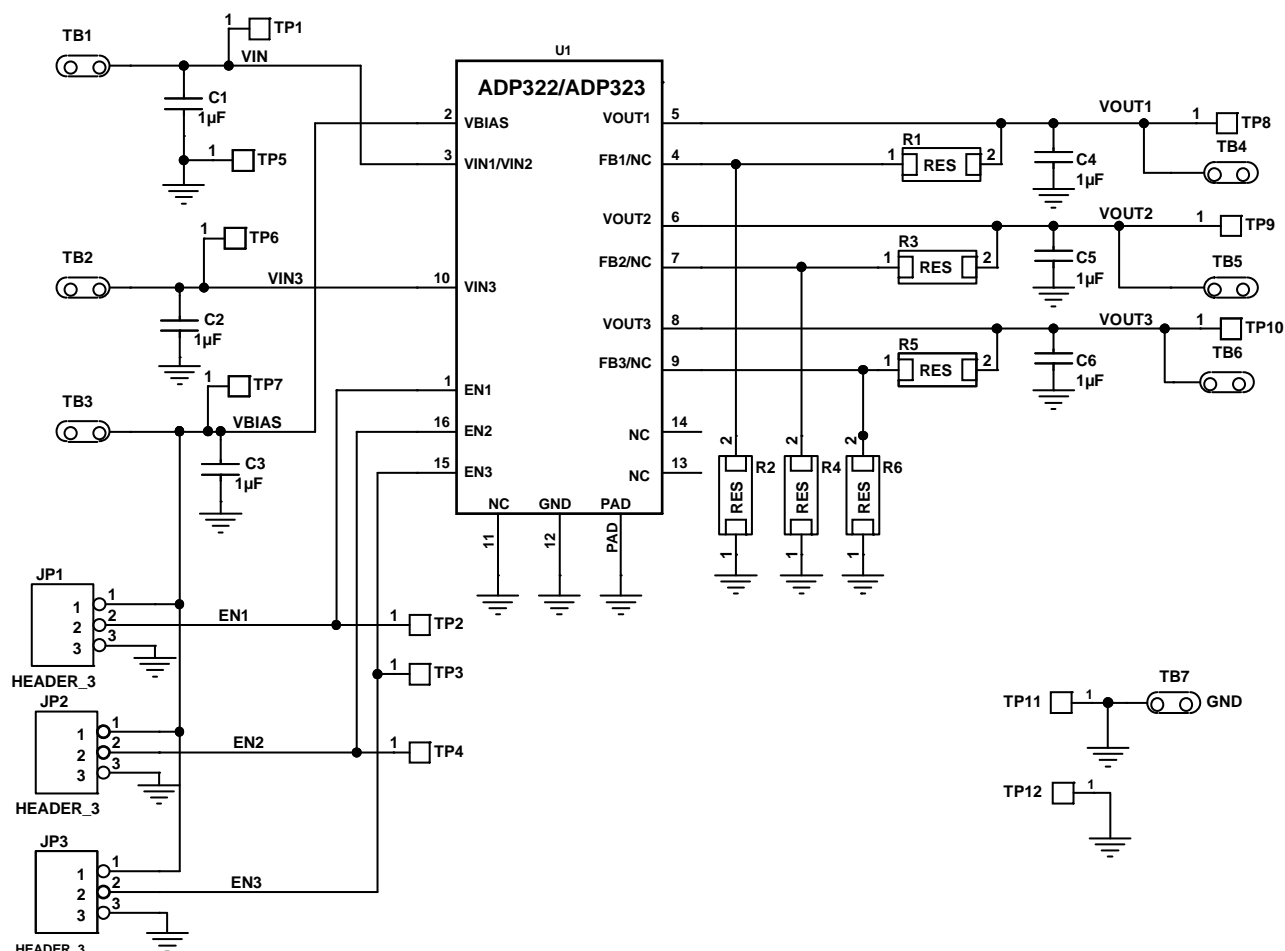 TB1
1 TP1
VIN
C1
1µF
1 TP5
U1
ADP322/ADP323
2 VBIAS
3 VIN1/VIN2
10 VIN3
1 EN1
16 EN2
15 EN3
VOUT1 5
FB1/NC 4
VOUT2 6
FB2/NC 7
VOUT3 8
FB3/NC 9
NC 14
NC 13
NC GND PAD
11 12 PAD
TB2
1 TP6
VIN3
C2
1µF
TB3
1 TP7
VBIAS
C3
1µF
R1
1 RES 2
VOUT1
1 TP8
C4
1µF
TB4
R3
1 RES 2
VOUT2
1 TP9
C5
1µF
TB5
R5
1 RES 2
VOUT3
1 TP10
C6
1µF
TB6
2 RES 1 R2
2 RES 1 R4
2 RES 1 R6
JP1
1 1
2 2
3 3
HEADER_3
EN1
1 TP2
1 TP3
JP2
1 1
2 2
3 3
HEADER_3
EN2
1 TP4
JP3
1 1
2 2
3 3
HEADER_3
EN3
TP11 1
TB7
GND
TP12 1